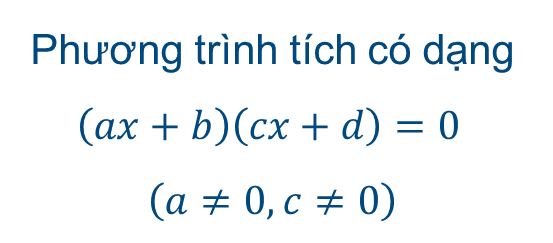 Phương trình tích có dạng
(ax + b)(cx + d) = 0
(a ≠ 0, c ≠ 0)